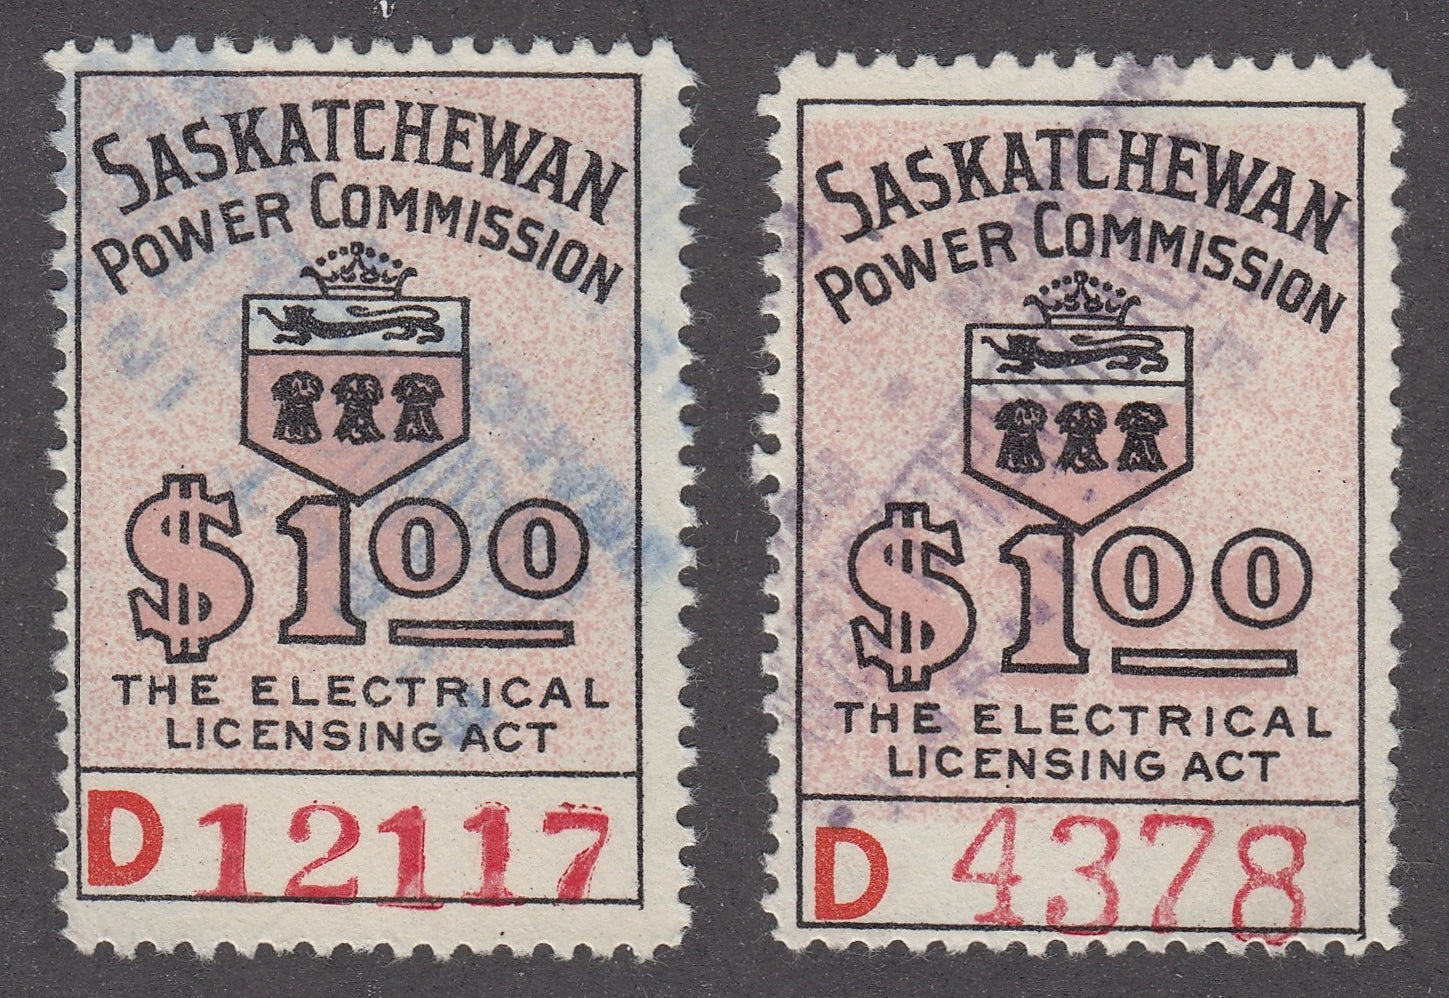 SASKATCHEWAN
POWER COMMISSION
$1.00
THE ELECTRICAL
LICENSING ACT
D 12117
SASKATCHEWAN
POWER COMMISSION
$1.00
THE ELECTRICAL
LICENSING ACT
D 4378